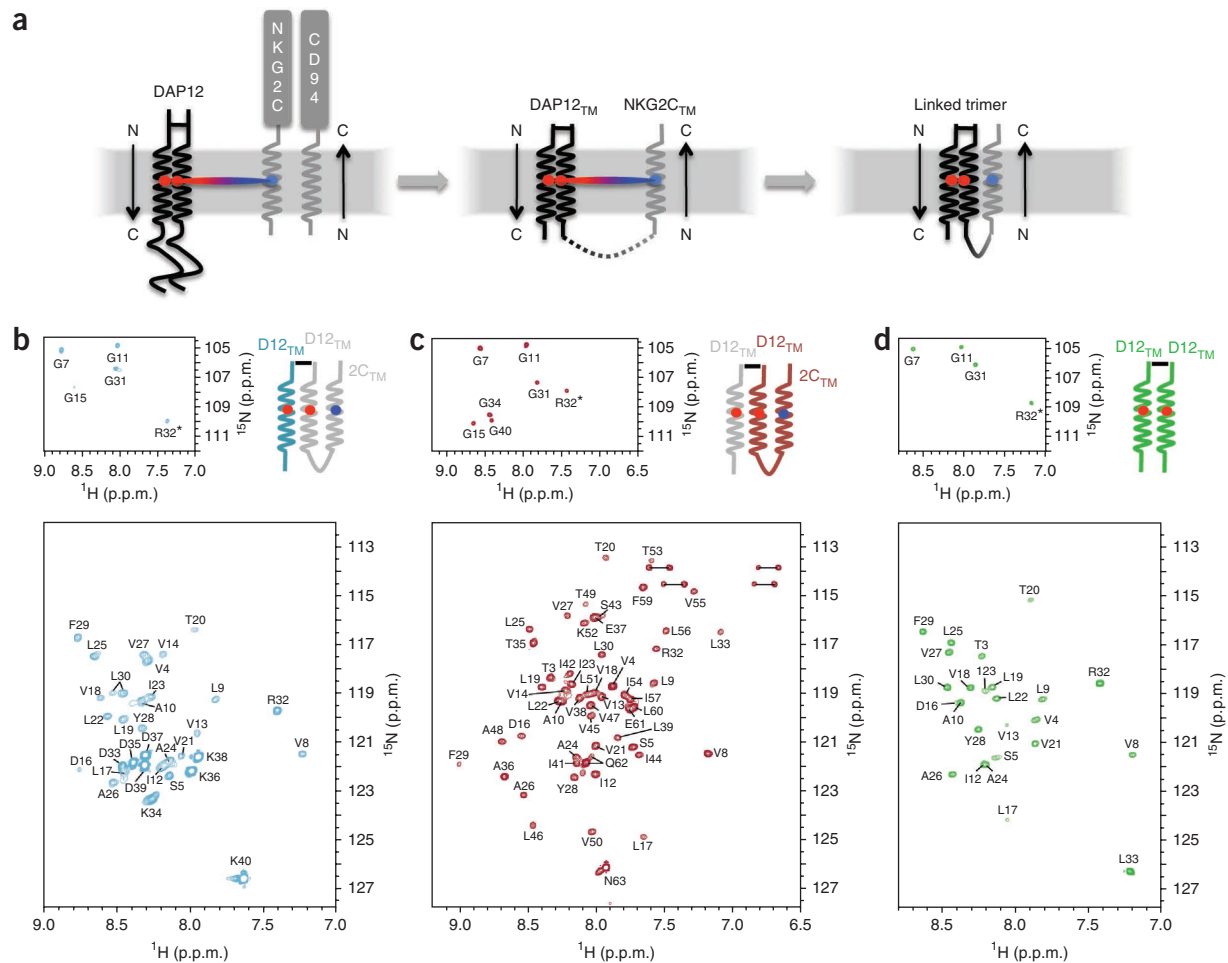 a
DAP12
NKG2C
CD94
N
C
C
N
DAP12TM
NKG2CTM
N
C
C
N
Linked trimer
N
C
C
N
b
G7
G11
G31
G15
R32*
105
107
109
111
15N (p.p.m.)
9.0 8.5 8.0 7.5 7.0
1H (p.p.m.)
D12TM
D12TM
2CTM
T20
F29
L25
V27
V14
V4
L30
I23
V18
A10
L9
R32
L22
L19
Y28
D37
V13
V21
V8
D33
D35
A24
K38
D16
L17
I12
S5
K36
A26
D39
K34
K40
113
115
117
119
121
123
125
127
15N (p.p.m.)
9.0 8.5 8.0 7.5 7.0
1H (p.p.m.)
c
G7
G11
G31
R32*
G34
G15
G40
105
107
109
111
15N (p.p.m.)
9.0 8.5 8.0 7.5 7.0
1H (p.p.m.)
D12TM
D12TM
2CTM
T20
T53
T49
F59
V55
V27
S43
L25
K52
E37
L56
L33
T35
L30
R32
T3
I42
I23
V4
L19
L51
V18
I54
L9
V14
I57
L22
V13
L60
A10
V38
V47
E61
V45
L39
D16
A48
V21
S5
F29
A24
I44
V8
I41
Q62
A36
Y28
I12
A26
L46
V50
L17
N63
113
115
117
119
121
123
125
127
15N (p.p.m.)
9.0 8.5 8.0 7.5 7.0 6.5
1H (p.p.m.)
d
G7
G11
G31
R32*
105
107
109
111
15N (p.p.m.)
8.5 8.0 7.5 7.0
1H (p.p.m.)
D12TM
D12TM
T20
F29
L25
V27
T3
V18
I23
L19
R32
L30
L22
L9
D16
A10
V4
V13
Y28
V21
S5
V8
A26
I12
A24
L17
L33
113
115
117
119
121
123
125
127
15N (p.p.m.)
8.5 8.0 7.5 7.0
1H (p.p.m.)